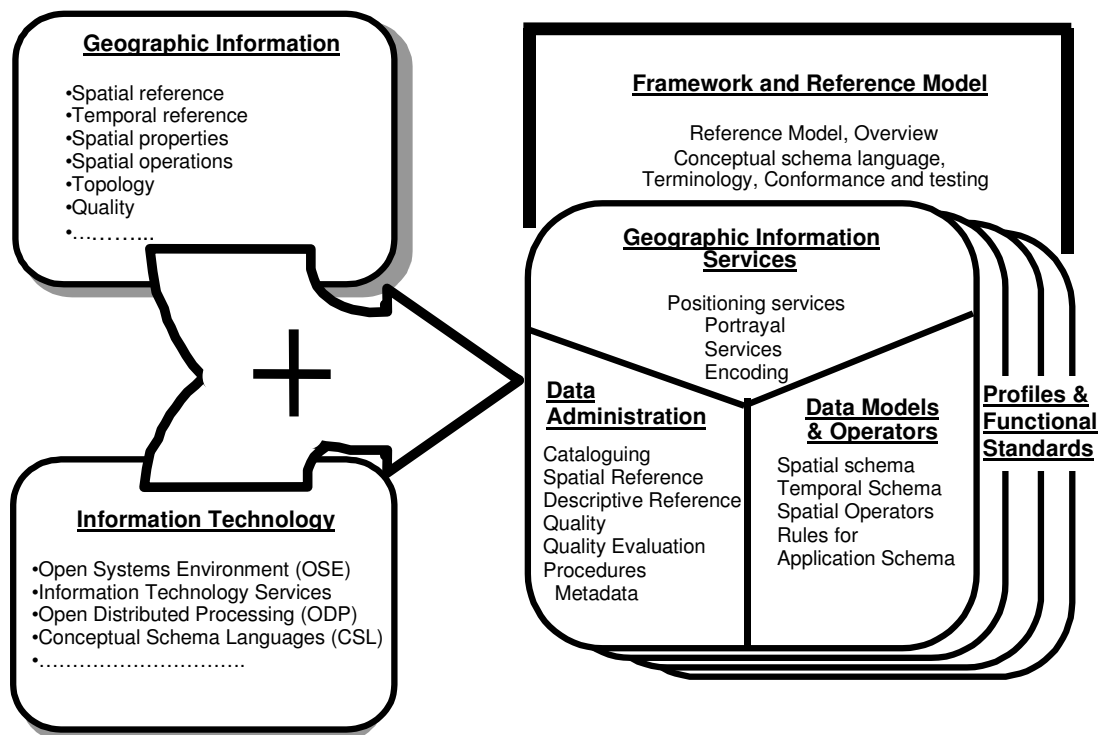 Geographic Information
•Spatial reference
•Temporal reference
•Spatial properties
•Spatial operations
•Topology
•Quality
•............
Information Technology
•Open Systems Environment (OSE)
•Information Technology Services
•Open Distributed Processing (ODP)
•Conceptual Schema Languages (CSL)
•................................
+
Framework and Reference Model
Reference Model, Overview
Conceptual schema language,
Terminology, Conformance and testing
Geographic Information
Services
Positioning services
Portrayal
Services
Encoding
Data
Administration
Cataloguing
Spatial Reference
Descriptive Reference
Quality
Quality Evaluation
Procedures
Metadata
Data Models
& Operators
Spatial schema
Temporal Schema
Spatial Operators
Rules for
Application Schema
Profiles &
Functional
Standards